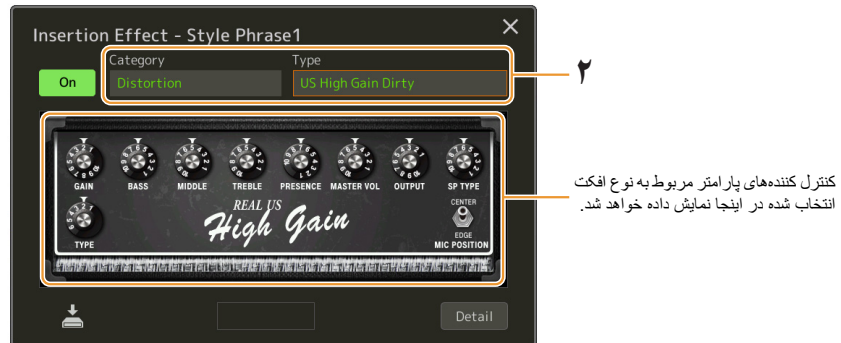 Insertion Effect - Style Phrase1
Category
Type
On
Distortion
US High Gain Dirty
۲
GAIN
BASS
MIDDLE
TREBLE
PRESENCE
MASTER VOL
OUTPUT
SP TYPE
کنترل کننده‌های پارامتر مربوط به نوع افکت
انتخاب شده در اینجا نمایش داده خواهد شد.
REAL US
High Gain
CENTER
EDGE
TYPE
MIC POSITION
Detail